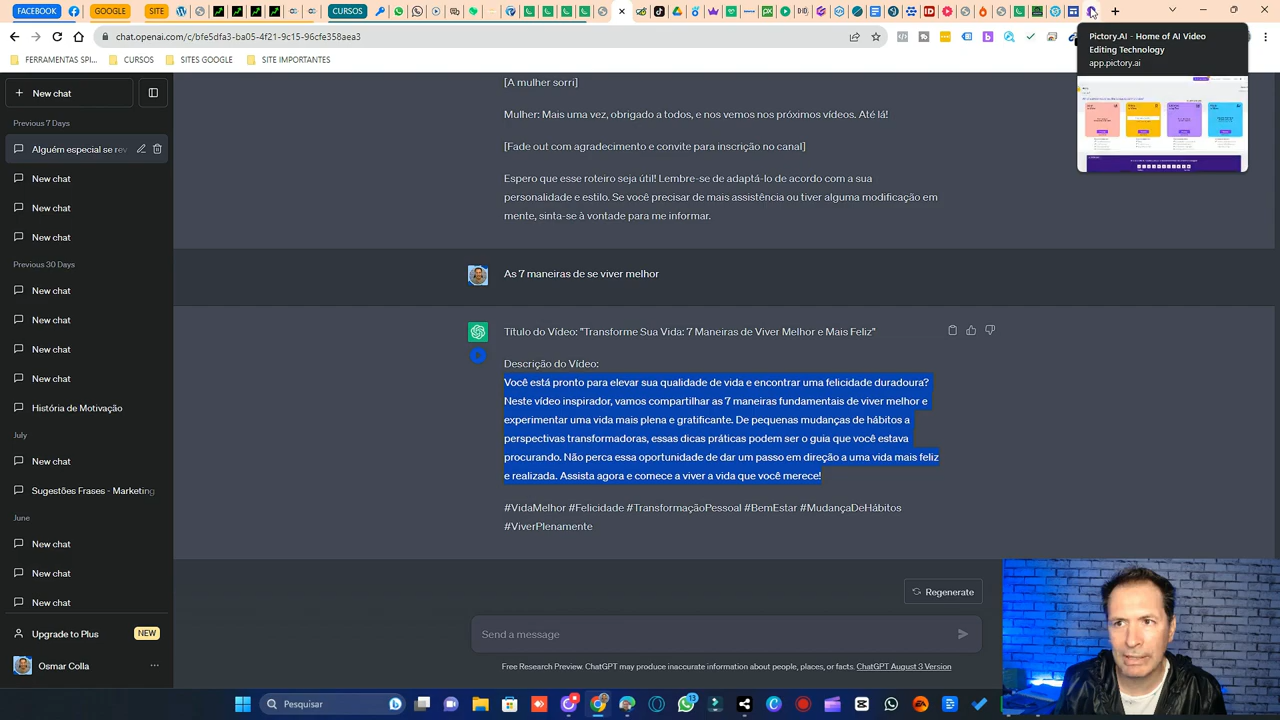 FACEBOOK
GOOGLE
SITE
CURSOS
chat.openai.com/c/bfe5dfa3-ba05-4f21-9c15-96cfe358aea3
Pictory.AI - Home of AI Video
Editing Technology
app.pictory.ai
FERRAMENTAS SPI...
CURSOS
SITES GOOGLE
SITE IMPORTANTES
New chat
Previous 7 Days
Alguém especial se rev
New chat
New chat
New chat
Previous 30 Days
New chat
New chat
New chat
New chat
História de Motivação
July
New chat
Sugestões Frases - Marketing
June
New chat
New chat
New chat
Upgrade to Plus
NEW
Osmar Colla
[A mulher sorri]
Mulher: Mais uma vez, obrigado a todos, e nos vemos nos próximos vídeos. Até lá!
[Fade out com agradecimento e convite para inscrição no canal]
Espero que esse roteiro seja útil! Lembre-se de adaptá-lo de acordo com a sua
personalidade e estilo. Se você precisar de mais assistência ou tiver alguma modificação em
mente, sinta-se à vontade para me informar.
As 7 maneiras de se viver melhor
Título do Vídeo: "Transforme Sua Vida: 7 Maneiras de Viver Melhor e Mais Feliz"
Descrição do Vídeo:
Você está pronto para elevar sua qualidade de vida e encontrar uma felicidade duradoura?
Neste vídeo inspirador, vamos compartilhar as 7 maneiras fundamentais de viver melhor e
experimentar uma vida mais plena e gratificante. De pequenas mudanças de hábitos a
perspectivas transformadoras, essas dicas práticas podem ser o guia que você estava
procurando. Não perca essa oportunidade de dar um passo em direção a uma vida mais feliz
e realizada. Assista agora e comece a viver a vida que você merece!
#VidaMelhor #Felicidade #TransformaçãoPessoal #BemEstar #MudançaDeHábitos
#ViverPlenamente
Regenerate
Send a message
Free Research Preview. ChatGPT may produce inaccurate information about people, places, or facts. ChatGPT August 3 Version
Pesquisar
13